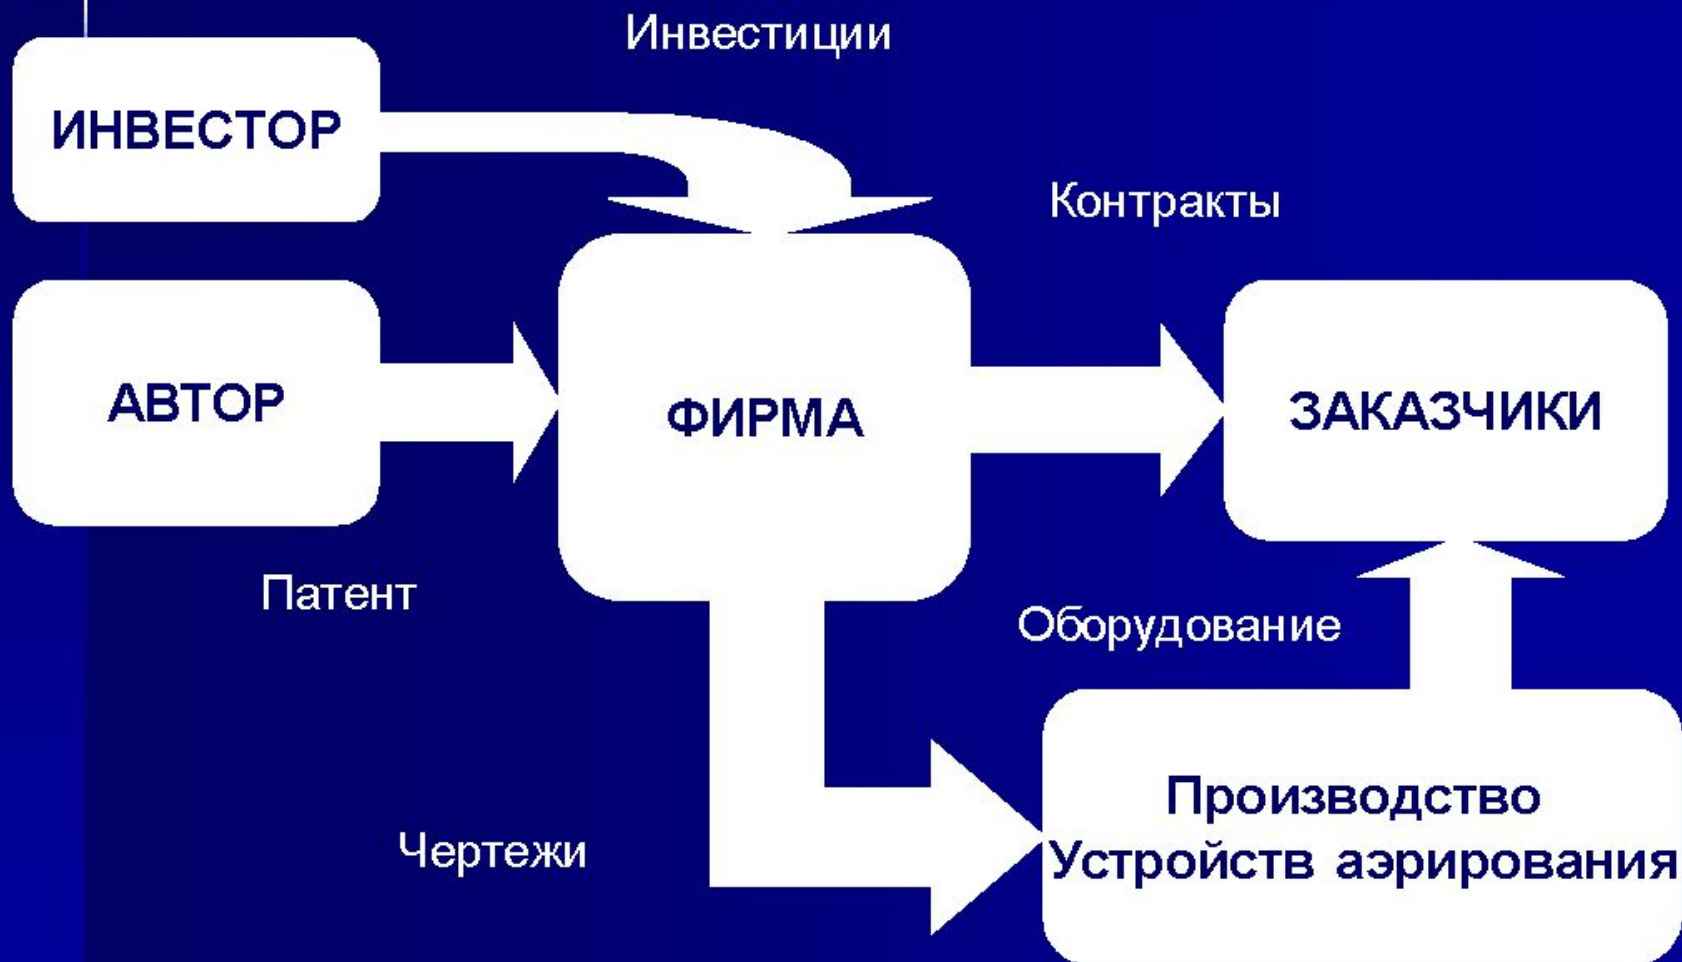 Инвестиции
ИНВЕСТОР
Контракты
АВТОР
ФИРМА
ЗАКАЗЧИКИ
Патент
Оборудование
Чертежи
Производство
Устройств аэрирования